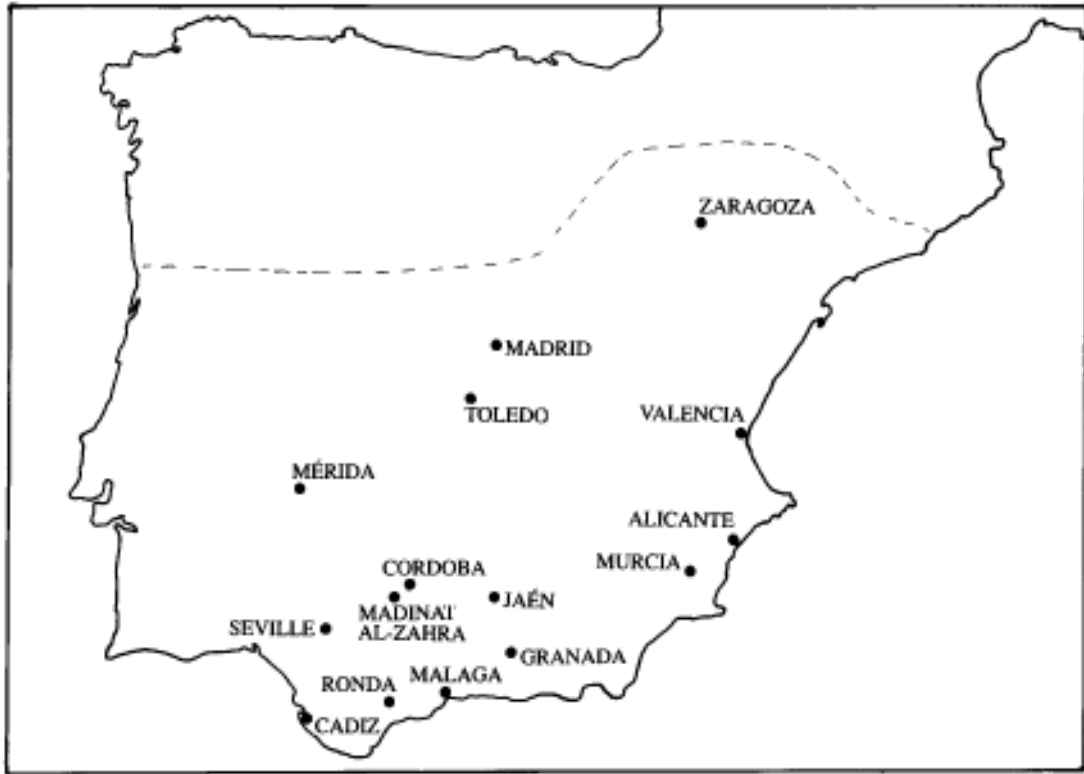 ZARAGOZA
MADRID
TOLEDO
VALENCIA
MÉRIDA
ALICANTE
MURCIA
CORDOBA
MADINAT
AL-ZAHRA
JAÉN
SEVILLE
GRANADA
MALAGA
RONDA
CADIZ